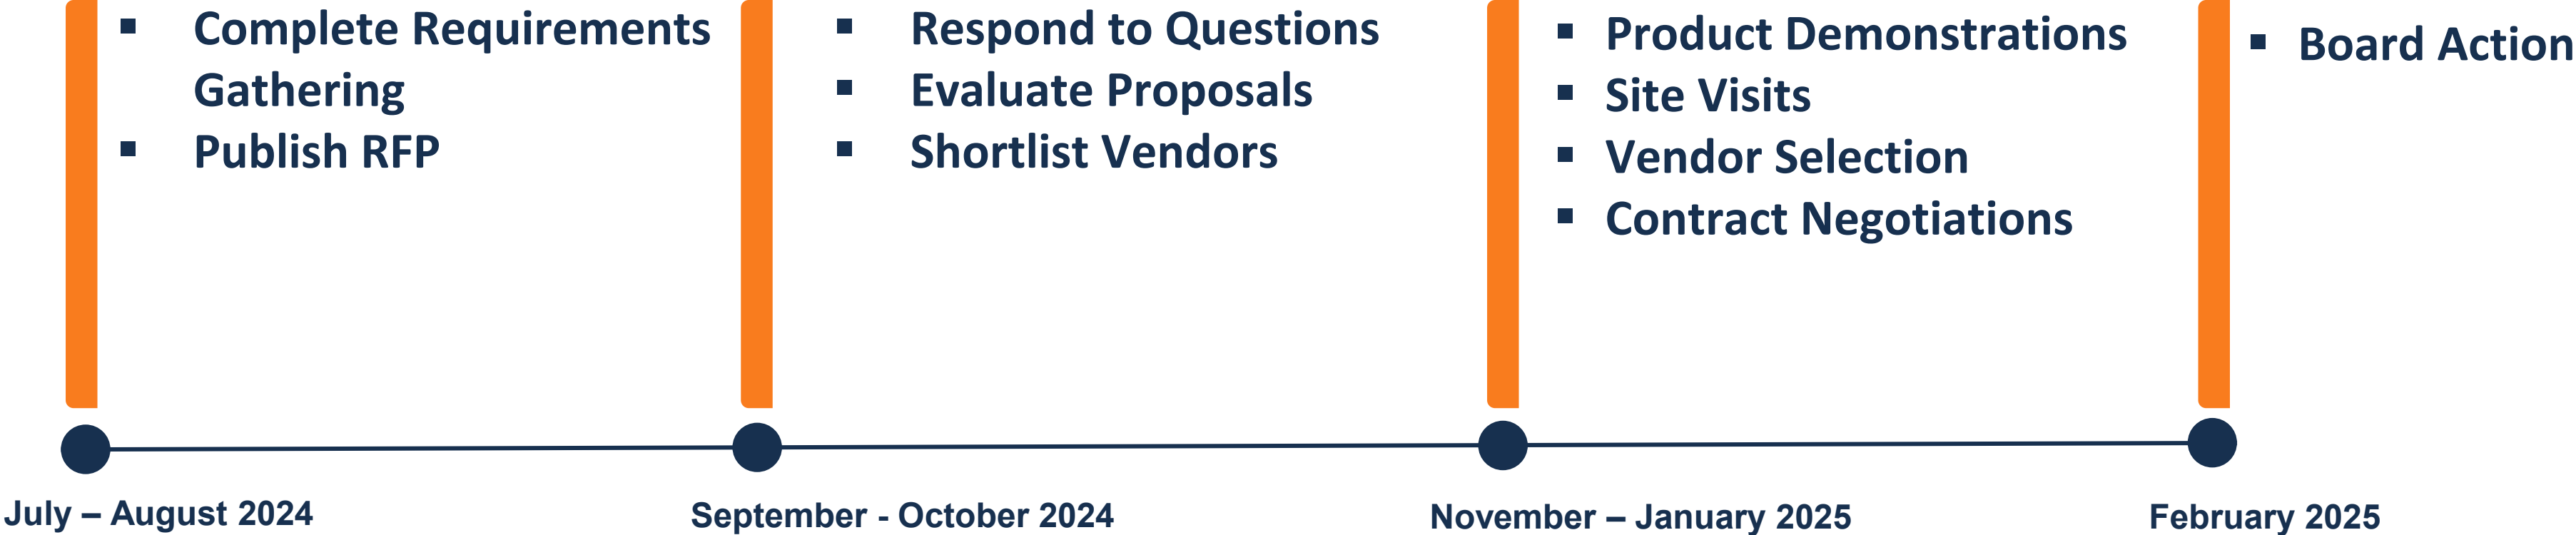 ▪ Complete Requirements
Gathering
▪ Publish RFP
▪ Respond to Questions
▪ Evaluate Proposals
▪ Shortlist Vendors
▪ Product Demonstrations
▪ Site Visits
▪ Vendor Selection
▪ Contract Negotiations
▪ Board Action
July – August 2024
September - October 2024
November – January 2025
February 2025